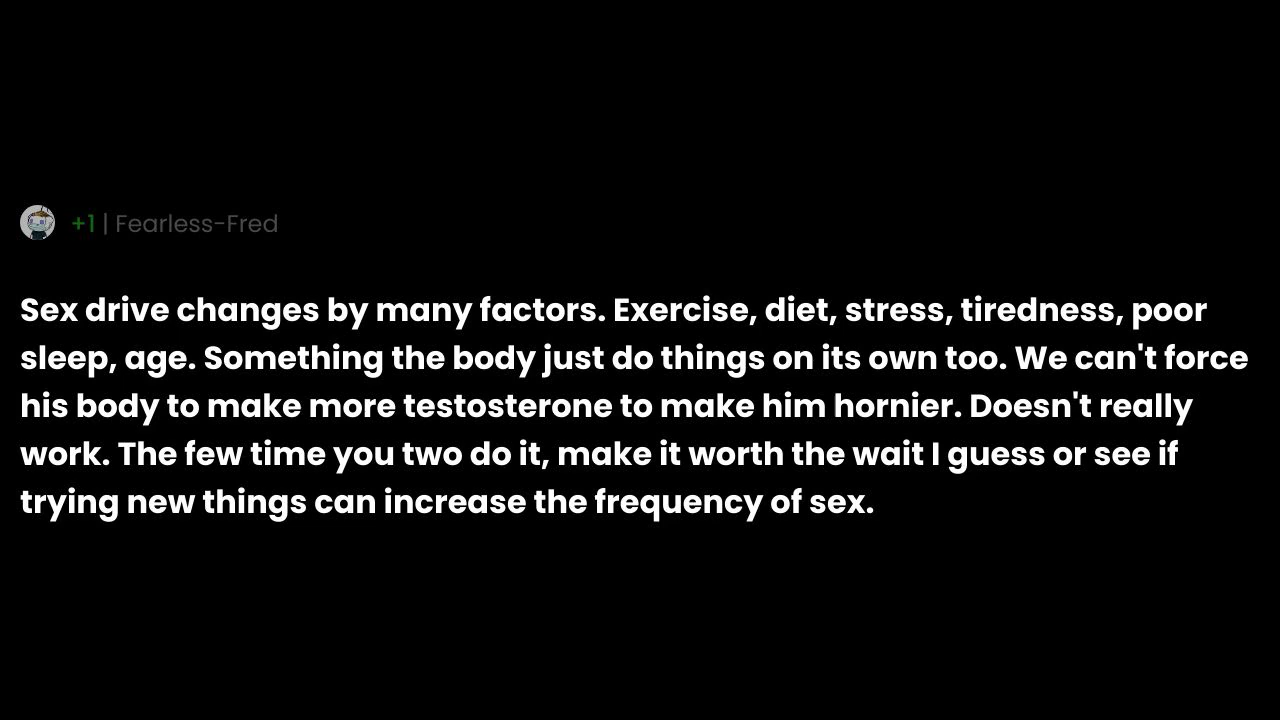 +1 | Fearless-Fred
Sex drive changes by many factors. Exercise, diet, stress, tiredness, poor
sleep, age. Something the body just do things on its own too. We can't force
his body to make more testosterone to make him hornier. Doesn't really
work. The few time you two do it, make it worth the wait I guess or see if
trying new things can increase the frequency of sex.